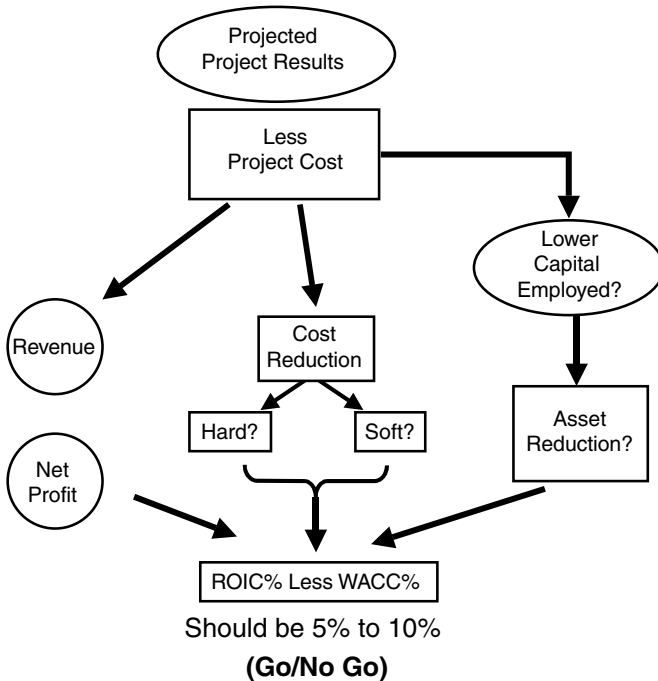 Projected
Project Results
Less
Project Cost
Lower
Capital
Employed?
Revenue
Cost
Reduction
Hard?
Soft?
Asset
Reduction?
Net
Profit
ROIC% Less WACC%
Should be 5% to 10%
(Go/No Go)